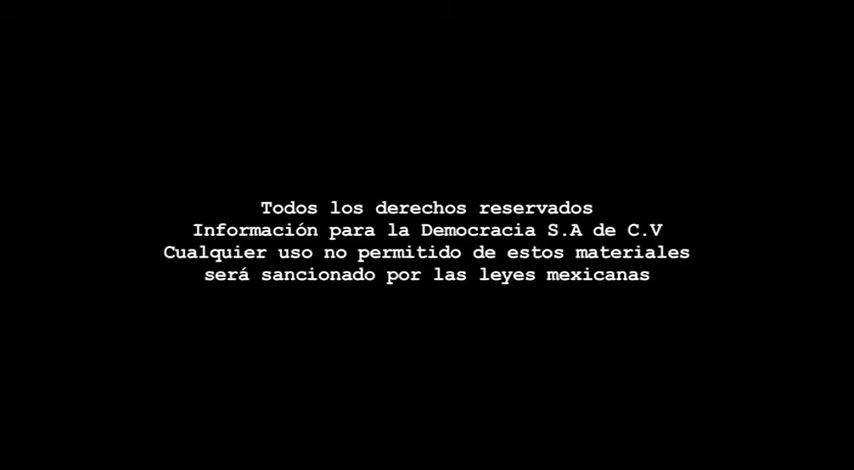 Todos los derechos reservados
Información para la Democracia S.A de C.V
Cualquier uso no permitido de estos materiales
será sancionado por las leyes mexicanas